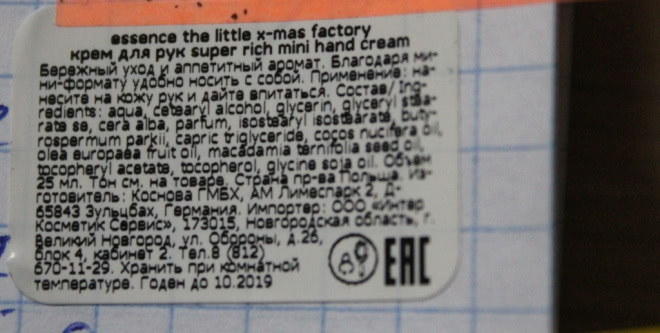 essence the little x-mas factory
крем для рук super rich mini hand cream
Бережный уход и аппетитный аромат. Благодаря ми-
ни-формату удобно носить с собой. Применение: на-
несите на кожу рук и дайте впитаться. Состав/ Ing-
redients: aqua, cetearyl alcohol, glycerin, glyceryl stea-
rate se, cera alba, parfum, isostearyl isostearate, buty-
rospermum parkii, capric triglyceride, cocos nucifera oil,
olea europaea fruit oil, macadamia ternifolia seed oil,
tocopheryl acetate, tocopherol, glycine soja oil. Объем
25 мл. Тон см. на товаре. Страна пр-ва Польша. Из-
готовитель: Коснова ГМБХ, АМ Лимеспарк 2, Д-
65843 Зульцбах, Германия. Импортер: ООО «Интер
Косметик Сервис», 173015, Новгородская область, г.
Великий Новгород, ул. Обороны, д.2б,
блок 4, кабинет 2. Тел.8 (812)
670-11-29. Хранить при комнатной
температуре. Годен до 10.2019
EAC